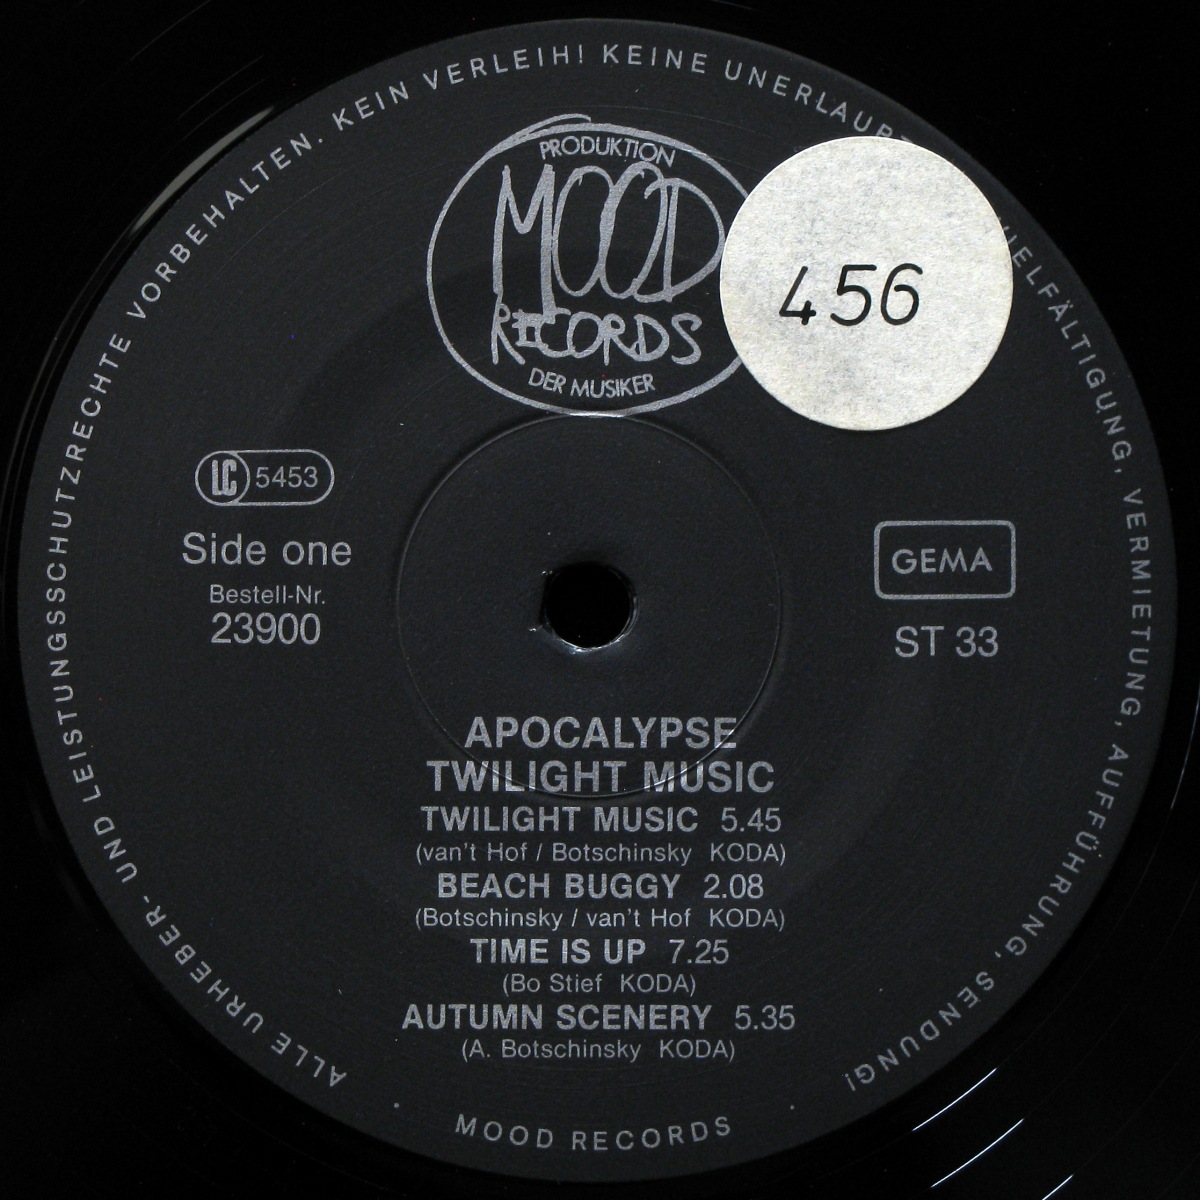 ALLE URHEBER- UND LEISTUNGSSCHUTZRECHTE VORBEHALTEN. KEIN VERLEIH! KEINE UNERLAUBT VIELFÄLTIGUNG, VERMIETUNG, AUFFÜHRUNG, SENDUNG!
PRODUKTION
MOOD
RECORDS
DER MUSIKER
456
LC 5453
Side one
Bestell-Nr.
23900
GEMA
ST 33
APOCALYPSE
TWILIGHT MUSIC
TWILIGHT MUSIC 5.45
(van't Hof / Botschinsky KODA)
BEACH BUGGY 2.08
(Botschinsky / van't Hof KODA)
TIME IS UP 7.25
(Bo Stief KODA)
AUTUMN SCENERY 5.35
(A. Botschinsky KODA)
· MOOD RECORDS ·